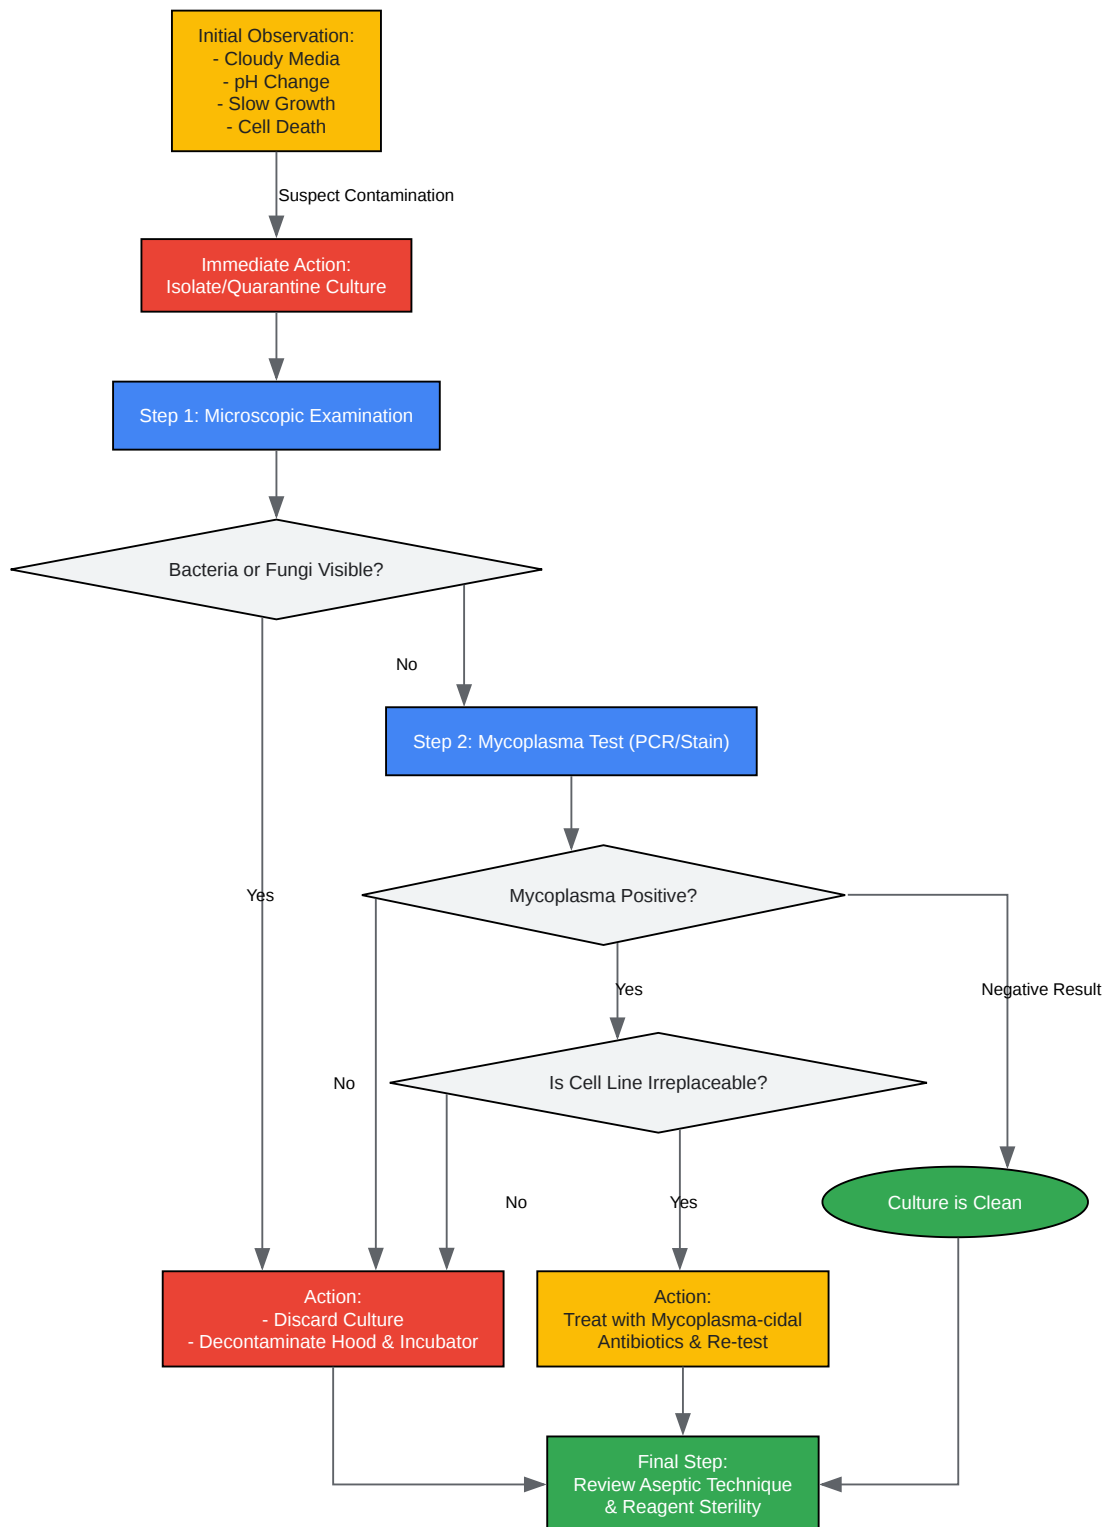 Initial Observation:
- Cloudy Media
- pH Change
- Slow Growth
- Cell Death
Suspect Contamination
Immediate Action:
Isolate/Quarantine Culture
Step 1: Microscopic Examination
Bacteria or Fungi Visible?
No
Step 2: Mycoplasma Test (PCR/Stain)
Yes
Mycoplasma Positive?
Yes
Negative Result
No
Is Cell Line Irreplaceable?
No
Yes
Culture is Clean
Action:
- Discard Culture
- Decontaminate Hood & Incubator
Action:
Treat with Mycoplasma-cidal
Antibiotics & Re-test
Final Step:
Review Aseptic Technique
& Reagent Sterility